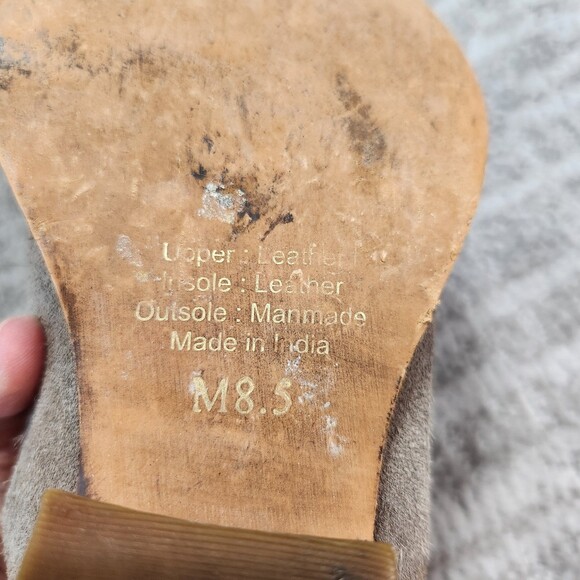 Upper : Leather
Insole : Leather
Outsole : Manmade
Made in India
M8.5